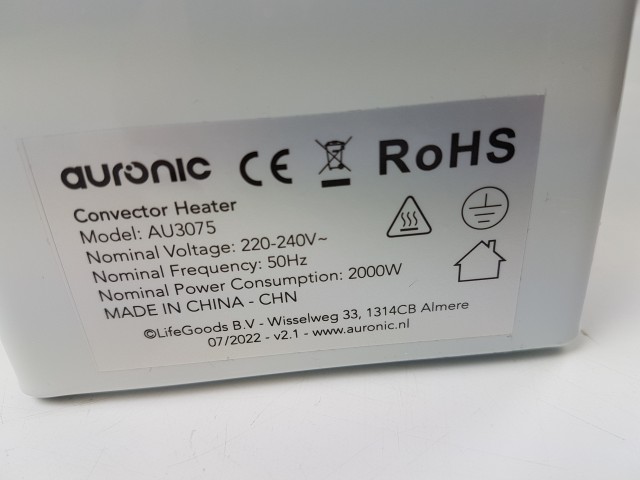 auronic CE RoHS
Convector Heater
Model: AU3075
Nominal Voltage: 220-240V~
Nominal Frequency: 50Hz
Nominal Power Consumption: 2000W
MADE IN CHINA - CHN
©LifeGoods B.V - Wisselweg 33, 1314CB Almere
07/2022 - v2.1 - www.auronic.nl